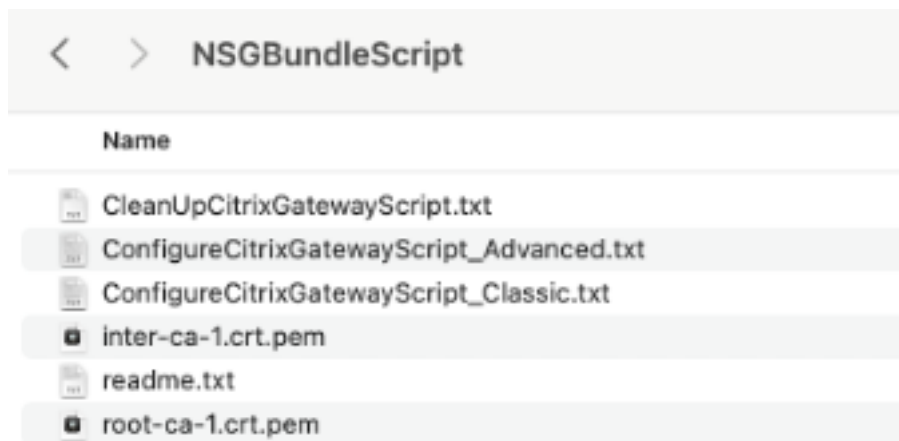 NSGBundleScript
Name
CleanUpCitrixGatewayScript.txt
ConfigureCitrixGatewayScript_Advanced.txt
ConfigureCitrixGatewayScript_Classic.txt
inter-ca-1.crt.pem
readme.txt
root-ca-1.crt.pem